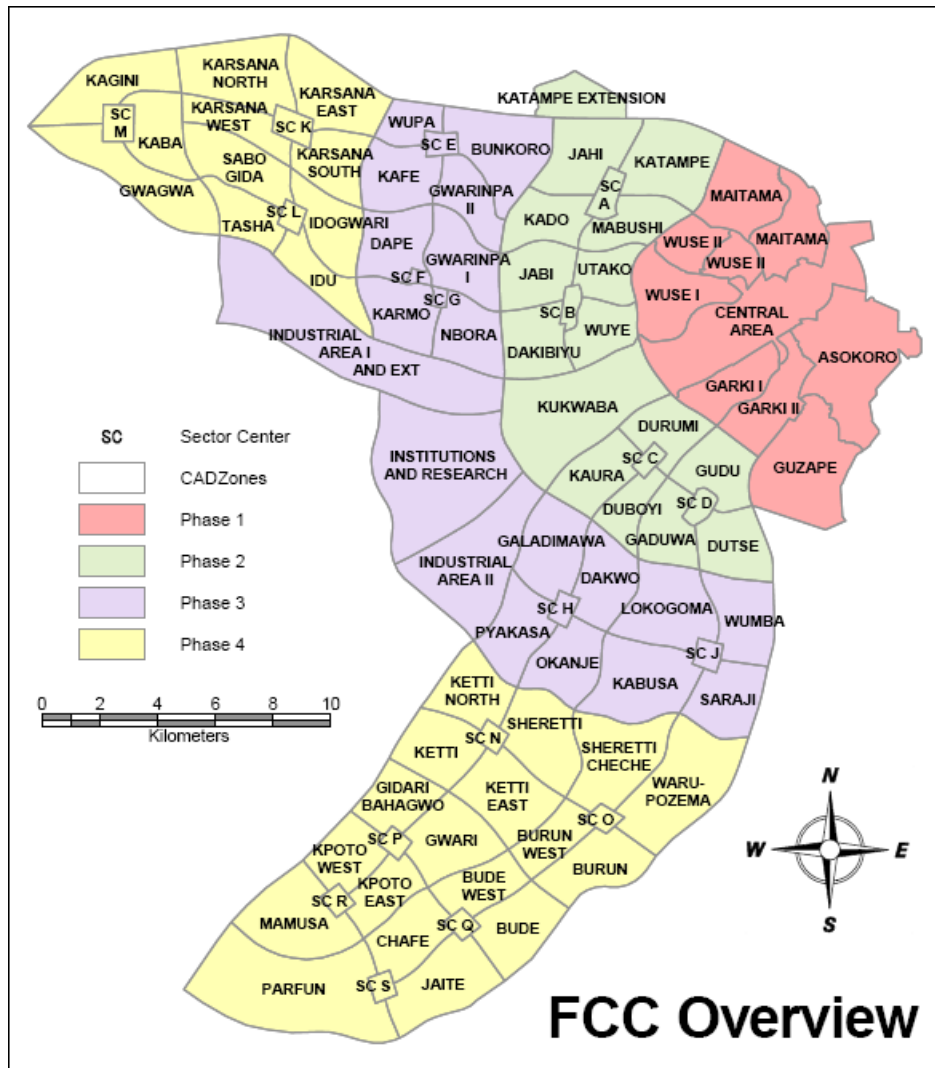 KAGINI
KARSANA
NORTH
KARSANA
EAST
KATAMPE EXTENSION
SC
M
KARSANA
WEST
SC K
WUPA
SC E
BUNKORO
JAHI
KATAMPE
KABA
SABO
GIDA
KARSANA
SOUTH
KAFE
GWARINPA
II
SC
A
MAITAMA
GWAGWA
TASHA
SC L
IDOGWARI
DAPE
KADO
MABUSHI
WUSE II
MAITAMA
WUSE II
GWARINPA
I
JABI
UTAKO
IDU
SC F
SC G
WUSE I
KARMO
NBORA
SC B
WUYE
CENTRAL
AREA
INDUSTRIAL
AREA I
AND EXT
DAKIBIYU
ASOKORO
GARKI I
GARKI II
KUKWABA
DURUMI
INSTITUTIONS
AND RESEARCH
KAURA
SC C
GUDU
GUZAPE
DUBOYI
SC D
GALADIMAWA
GADUWA
DUTSE
INDUSTRIAL
AREA II
DAKWO
SC H
LOKOGOMA
WUMBA
PYAKASA
OKANJE
SC J
KABUSA
SARAJI
SC
Sector Center
CADZones
Phase 1
Phase 2
Phase 3
Phase 4
0 2 4 6 8 10
Kilometers
KETTI
NORTH
SHERETTI
SC N
KETTI
SHERETTI
CHECHE
WARU-
POZEMA
GIDARI
BAHAGWO
KETTI
EAST
SC O
SC P
GWARI
BURUN
WEST
BURUN
KPOTO
WEST
KPOTO
EAST
BUDE
WEST
SC R
MAMUSA
SC Q
BUDE
CHAFE
PARFUN
SC S
JAITE
N
W
E
S
FCC Overview